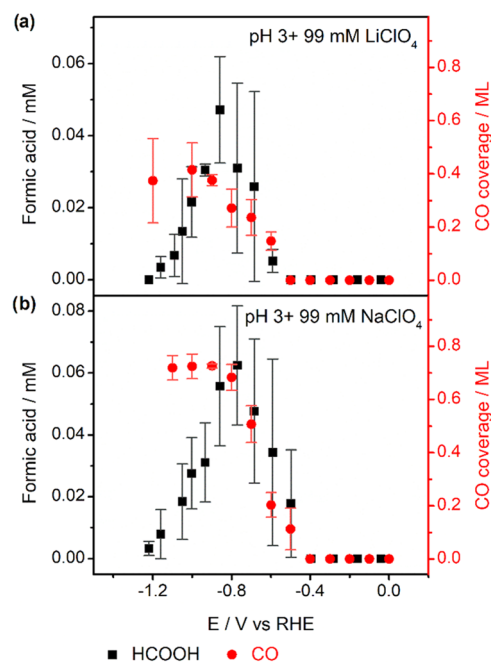 (a)
pH 3+ 99 mM LiClO₄
Formic acid / mM
0.06
0.04
0.02
0.00
0.8
0.6
0.4
0.2
0.0
CO coverage / ML
(b)
pH 3+ 99 mM NaClO₄
Formic acid / mM
0.08
0.06
0.04
0.02
0.00
1.0
0.8
0.6
0.4
0.2
0.0
CO coverage / ML
-1.2 -0.8 -0.4 0.0
E / V vs RHE
HCOOH CO